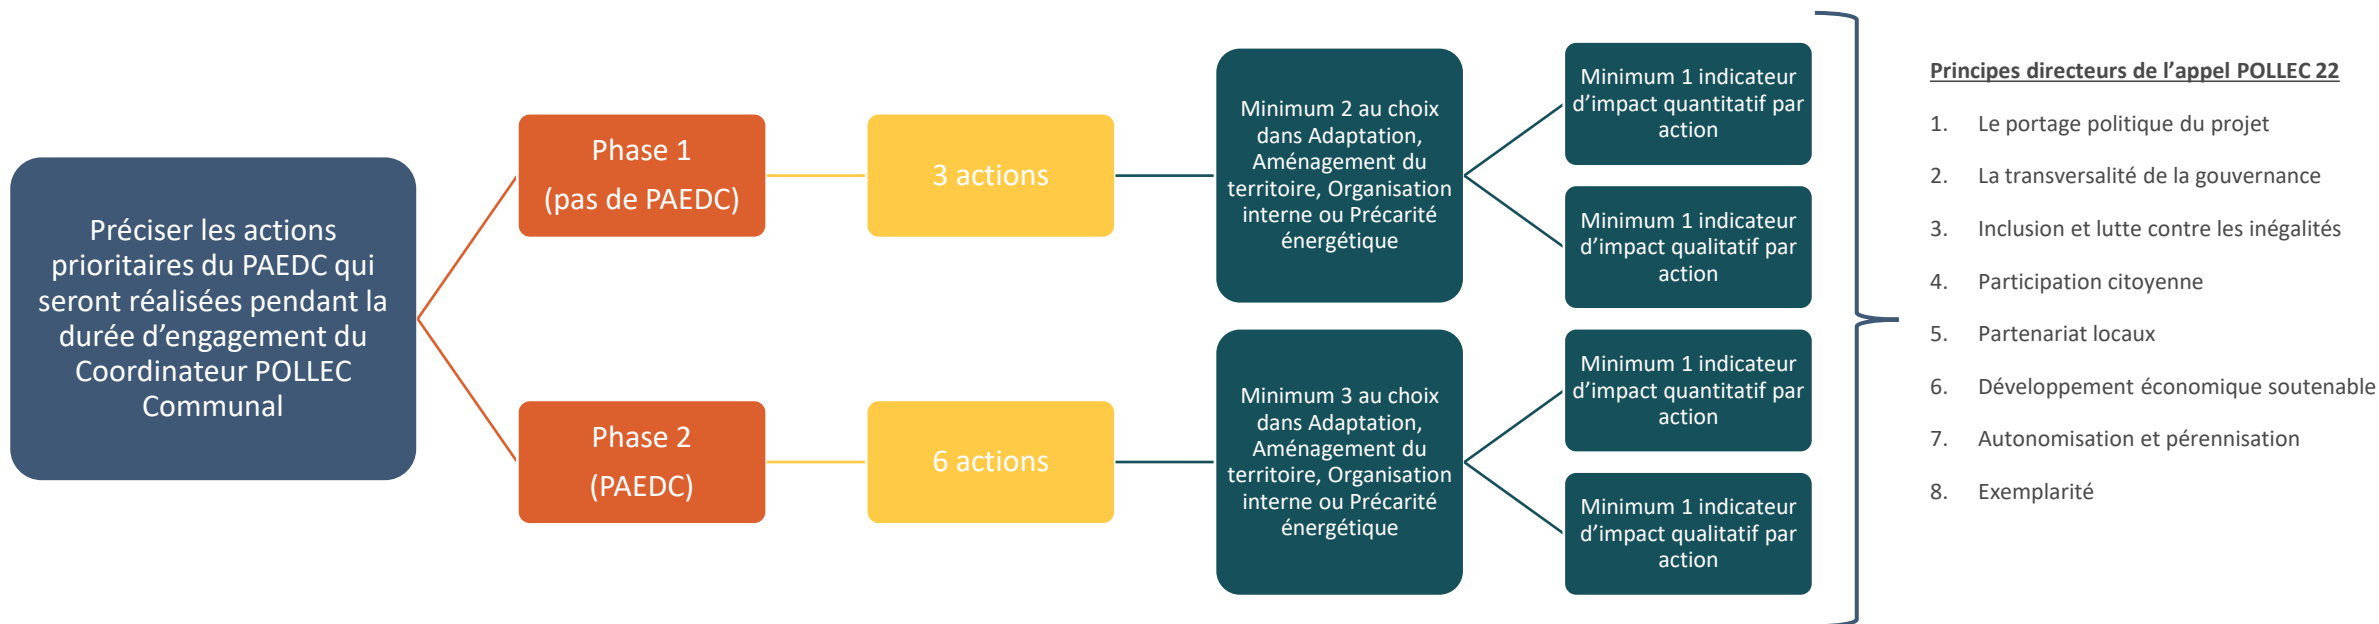 Préciser les actions
prioritaires du PAEDC qui
seront réalisées pendant la
durée d’engagement du
Coordinateur POLLEC
Communal
Phase 1
(pas de PAEDC)
3 actions
Minimum 2 au choix
dans Adaptation,
Aménagement du
territoire, Organisation
interne ou Précarité
énergétique
Minimum 1 indicateur
d’impact quantitatif par
action
Minimum 1 indicateur
d’impact qualitatif par
action
Phase 2
(PAEDC)
6 actions
Minimum 3 au choix
dans Adaptation,
Aménagement du
territoire, Organisation
interne ou Précarité
énergétique
Minimum 1 indicateur
d’impact quantitatif par
action
Minimum 1 indicateur
d’impact qualitatif par
action
Principes directeurs de l’appel POLLEC 22
1. Le portage politique du projet
2. La transversalité de la gouvernance
3. Inclusion et lutte contre les inégalités
4. Participation citoyenne
5. Partenariat locaux
6. Développement économique soutenable
7. Autonomisation et pérennisation
8. Exemplarité